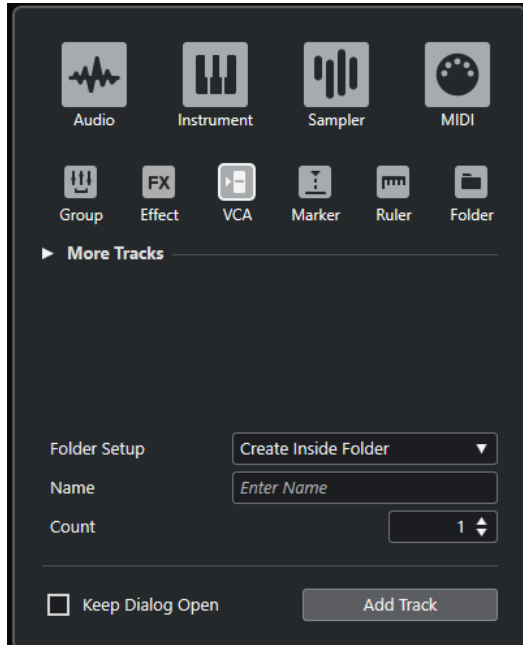 Audio Instrument Sampler MIDI
FX
Group Effect VCA Marker Ruler Folder
More Tracks
Folder Setup Create Inside Folder
Name Enter Name
Count 1
Keep Dialog Open Add Track